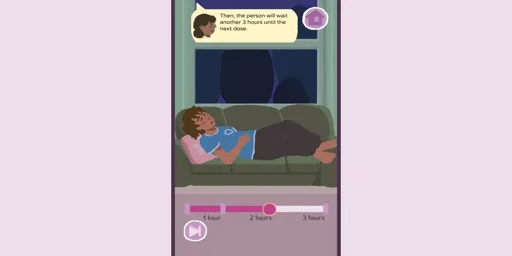 Then, the person will wait
another 3 hours until the
next dose.
1 hour
2 hours
3 hours